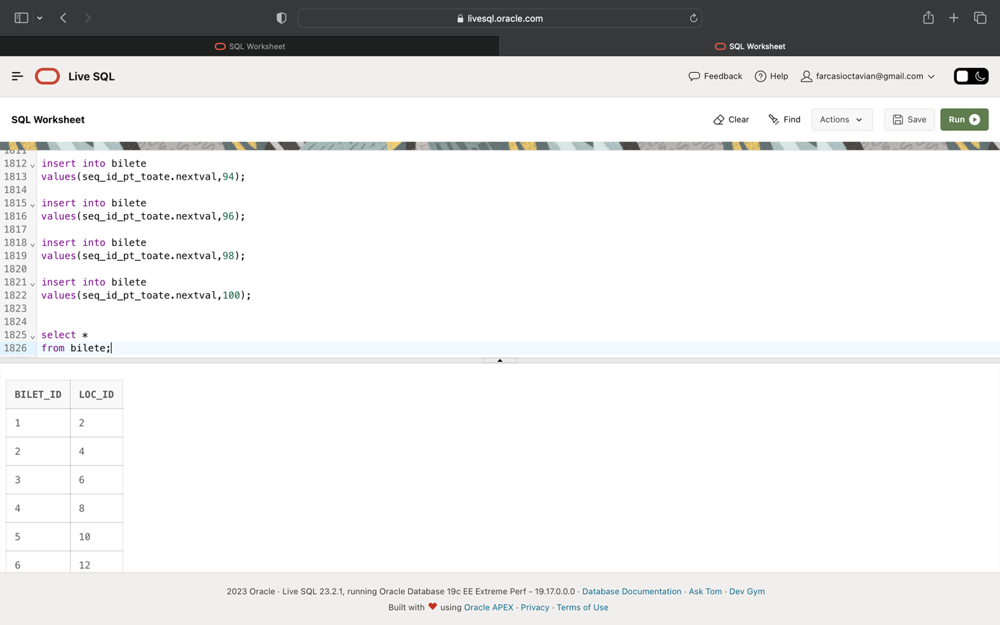 livesql.oracle.com
SQL Worksheet
SQL Worksheet
Live SQL
Feedback
Help
farcasioctavian@gmail.com
SQL Worksheet
Clear
Find
Actions
Save
Run
1811
1812 insert into bilete
1813 values(seq_id_pt_toate.nextval,94);
1814
1815 insert into bilete
1816 values(seq_id_pt_toate.nextval,96);
1817
1818 insert into bilete
1819 values(seq_id_pt_toate.nextval,98);
1820
1821 insert into bilete
1822 values(seq_id_pt_toate.nextval,100);
1823
1824
1825 select *
1826 from bilete;
BILET_ID LOC_ID
1 2
2 4
3 6
4 8
5 10
6 12
2023 Oracle · Live SQL 23.2.1, running Oracle Database 19c EE Extreme Perf - 19.17.0.0.0 · Database Documentation · Ask Tom · Dev Gym
Built with ❤ using Oracle APEX · Privacy · Terms of Use